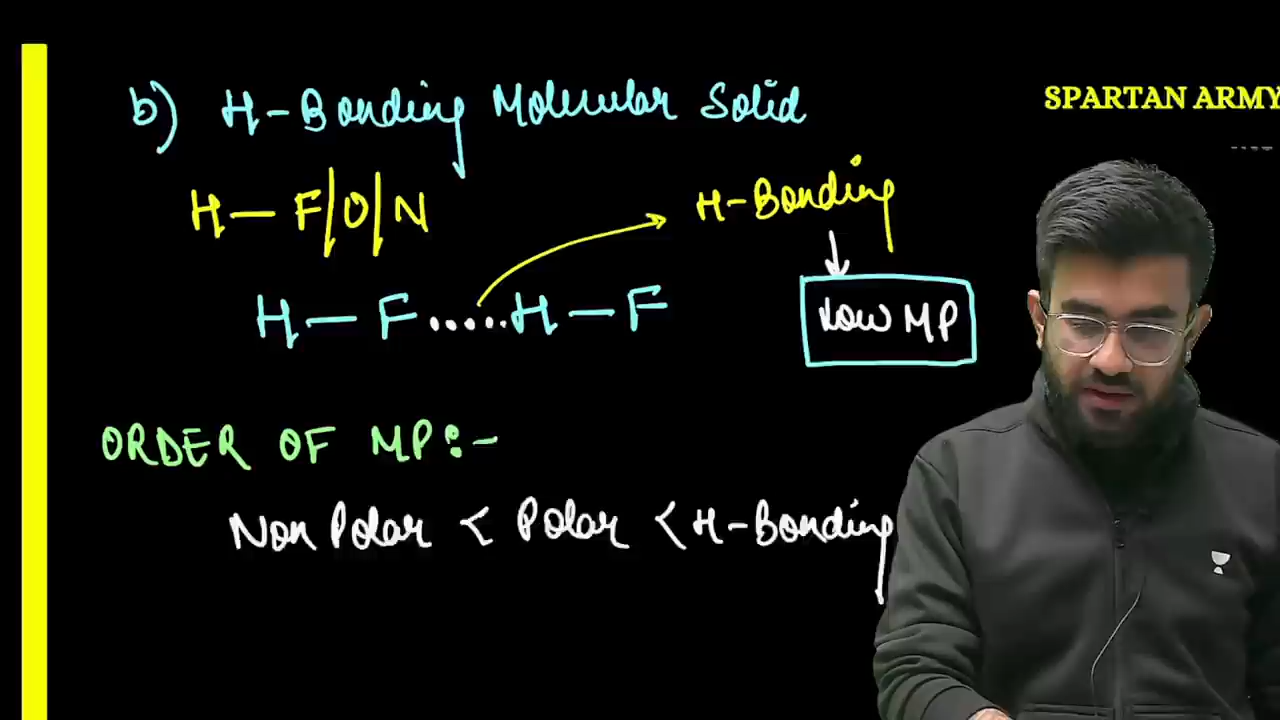 SPARTAN ARMY
b) H-Bonding Molecular Solid
H — F/O/N
H-Bonding
H — F.....H — F
Low MP
ORDER OF MP:-
Non Polar < Polar < H-Bonding